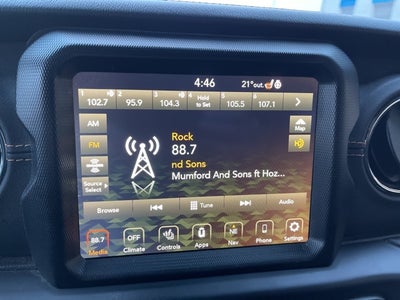 4:46 21°out.
1 2 3 4 5 6
102.7 95.9 104.3 Hold to Set 105.5 107.1
AM
FM
Source
Select
Map
Rock
88.7
nd Sons
Mumford And Sons ft Hoz...
Browse Tune Audio
88.7 OFF NE
Media Climate Controls Apps Nav Phone Settings